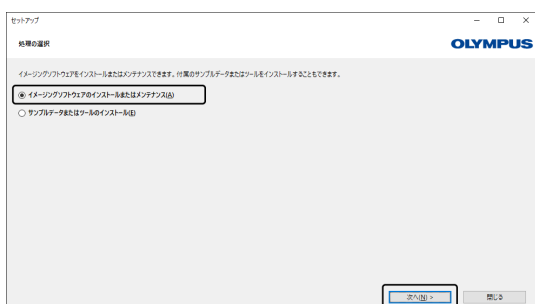 セットアップ
処理の選択
OLYMPUS
イメージングソフトウェアをインストールまたはメンテナンスできます。付属のサンプルデータまたはツールをインストールすることもできます。
イメージングソフトウェアのインストールまたはメンテナンス(A)
サンプルデータまたはツールのインストール(E)
次へ(N) >
閉じる